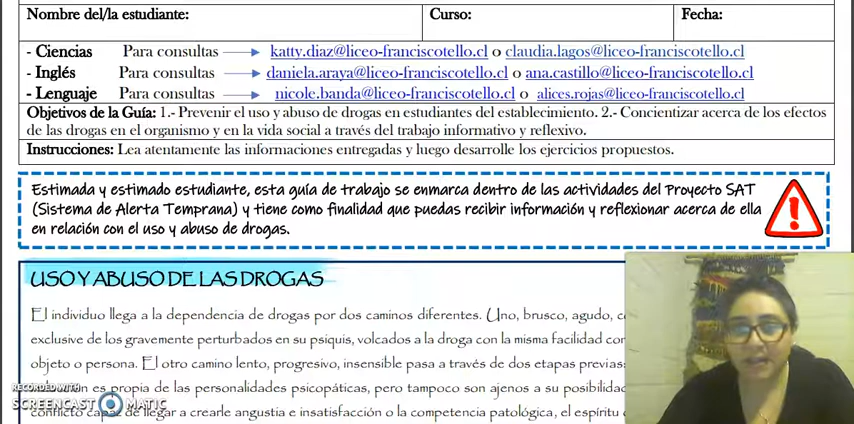 Nombre del/la estudiante: Curso: Fecha:
- Ciencias Para consultas katty.diaz@liceo-franciscotello.cl o claudia.lagos@liceo-franciscotello.cl
- Inglés Para consultas daniela.araya@liceo-franciscotello.cl o ana.castillo@liceo-franciscotello.cl
- Lenguaje Para consultas nicole.banda@liceo-franciscotello.cl o alices.rojas@liceo-franciscotello.cl
Objetivos de la Guía: 1.- Prevenir el uso y abuso de drogas en estudiantes del establecimiento. 2.- Concientizar acerca de los efectos
de las drogas en el organismo y en la vida social a través del trabajo informativo y reflexivo.
Instrucciones: Lea atentamente las informaciones entregadas y luego desarrolle los ejercicios propuestos.
Estimada y estimado estudiante, esta guía de trabajo se enmarca dentro de las actividades del Proyecto SAT
(Sistema de Alerta Temprana) y tiene como finalidad que puedas recibir información y reflexionar acerca de ella
en relación con el uso y abuso de drogas.
USO Y ABUSO DE LAS DROGAS
El individuo llega a la dependencia de drogas por dos caminos diferentes. Uno, brusco, agudo,
exclusive de los gravemente perturbados en su psiquis, volcados a la droga con la misma facilidad
objeto o persona. El otro camino lento, progresivo, insensible pasa a través de dos etapas previas:
es propia de las personalidades psicopáticas, pero tampoco son ajenos a su
conflicto capaz de llegar a crearle angustia e insatisfacción o la competencia patológica, el espíritu
RECORDED WITH
SCREENCAST MATIC